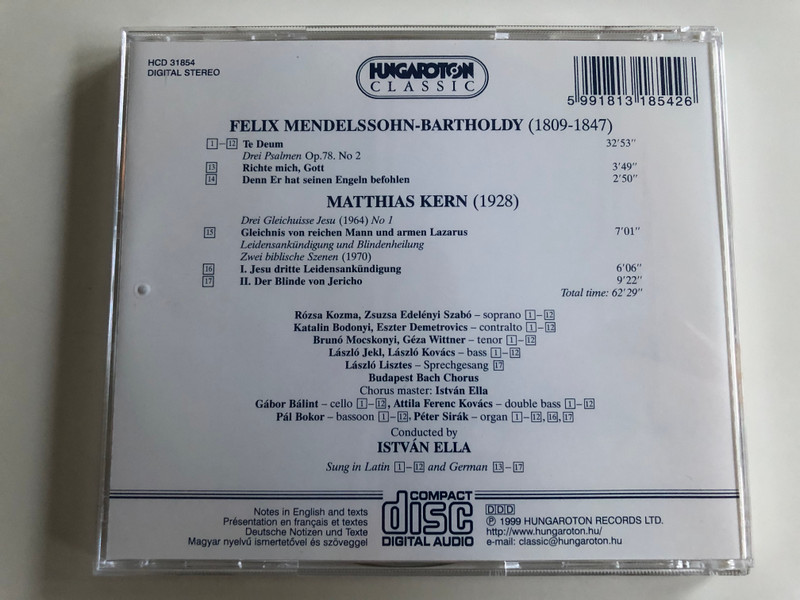 HCD 31854
DIGITAL STEREO
HUNGAROTON
CLASSIC
5 991813 185426
FELIX MENDELSSOHN-BARTHOLDY (1809-1847)
1–12 Te Deum 32'53"
Drei Psalmen Op.78. No 2
13 Richte mich, Gott 3'49"
14 Denn Er hat seinen Engeln befohlen 2'50"
MATTHIAS KERN (1928)
Drei Gleichuisse Jesu (1964) No 1
15 Gleichnis von reichen Mann und armen Lazarus 7'01"
Leidensankündigung und Blindenheilung
Zwei biblische Szenen (1970)
16 I. Jesu dritte Leidensankündigung 6'06"
17 II. Der Blinde von Jericho 9'22"
Total time: 62'29"
Rózsa Kozma, Zsuzsa Edelényi Szabó – soprano 1–12
Katalin Bodonyi, Eszter Demetrovics – contralto 1–12
Brunó Mocskonyi, Géza Wittner – tenor 1–12
László Jekl, László Kovács – bass 1–12
László Lisztes – Sprechgesang 17
Budapest Bach Chorus
Chorus master: István Ella
Gábor Bálint – cello 1–12, Attila Ferenc Kovács – double bass 1–12
Pál Bokor – bassoon 1–12, Péter Sirák – organ 1–12, 16, 17
Conducted by
ISTVÁN ELLA
Sung in Latin 1–12 and German 13–17
Notes in English and texts
Présentation en français et textes
Deutsche Notizen und Texte
Magyar nyelvű ismertetővel és szöveggel
COMPACT
disc
DIGITAL AUDIO
DDD
℗ 1999 HUNGAROTON RECORDS LTD.
http://www.hungaroton.hu/
e-mail: classic@hungaroton.hu